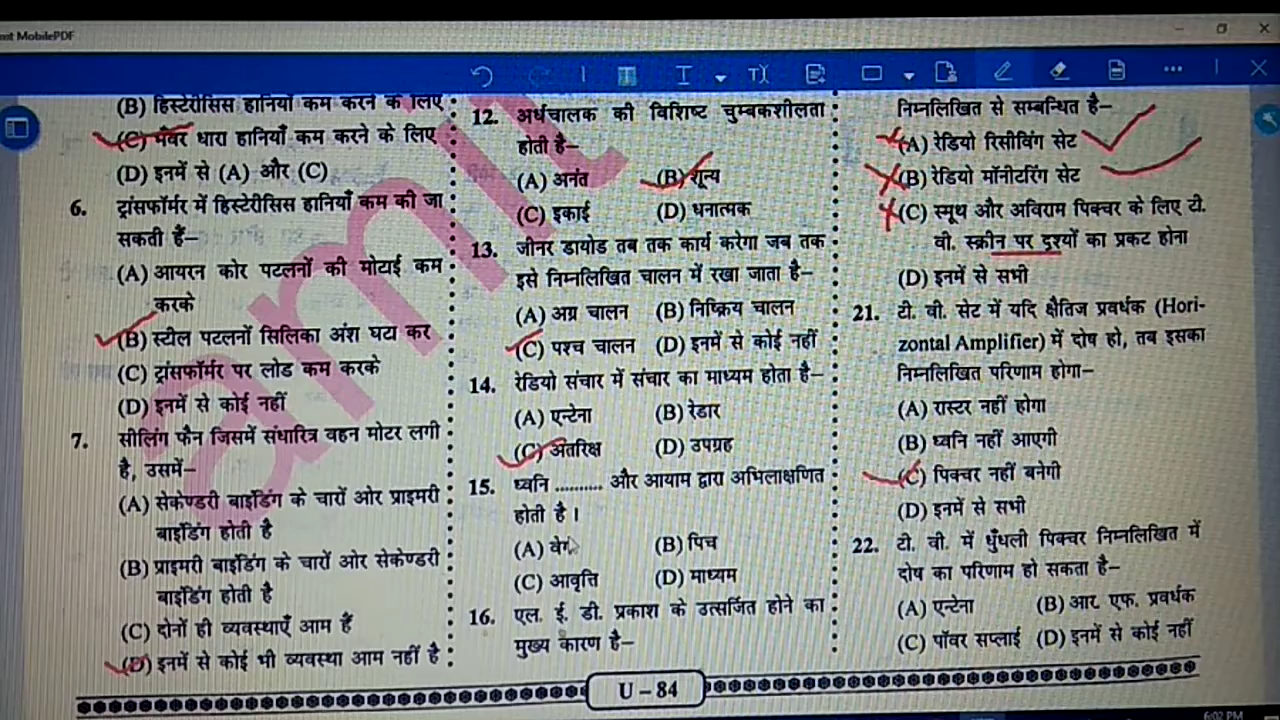 MobilePDF
(B) हिस्टेरीसिस हानियाँ कम करने के लिए
(C) भँवर धारा हानियाँ कम करने के लिए
(D) इनमें से (A) और (C)
6. ट्रांसफॉर्मर में हिस्टेरीसिस हानियाँ कम की जा
सकती हैं–
(A) आयरन कोर पटलनों की मोटाई कम
करके
(B) स्टील पटलनों सिलिका अंश घटा कर
(C) ट्रांसफॉर्मर पर लोड कम करके
(D) इनमें से कोई नहीं
7. सीलिंग फैन जिसमें संधारित्र वहन मोटर लगी
है, उसमें–
(A) सेकेण्डरी बाइंडिंग के चारों ओर प्राइमरी
बाइंडिंग होती है
(B) प्राइमरी बाइंडिंग के चारों ओर सेकेण्डरी
बाइंडिंग होती है
(C) दोनों ही व्यवस्थाएँ आम हैं
(D) इनमें से कोई भी व्यवस्था आम नहीं है
12. अर्धचालक की विशिष्ट चुम्बकशीलता
होती है–
(A) अनंत (B) शून्य
(C) इकाई (D) धनात्मक
13. जीनर डायोड तब तक कार्य करेगा जब तक
इसे निम्नलिखित चालन में रखा जाता है–
(A) अग्र चालन (B) निष्क्रिय चालन
(C) पश्च चालन (D) इनमें से कोई नहीं
14. रेडियो संचार में संचार का माध्यम होता है–
(A) एन्टेना (B) रेडार
(C) अंतरिक्ष (D) उपग्रह
15. ध्वनि .......... और आयाम द्वारा अभिलाक्षणित
होती है ।
(A) वेग (B) पिच
(C) आवृत्ति (D) माध्यम
16. एल. ई. डी. प्रकाश के उत्सर्जित होने का
मुख्य कारण है–
निम्नलिखित से सम्बन्धित है–
(A) रेडियो रिसीविंग सेट
(B) रेडियो मॉनीटरिंग सेट
(C) स्मूथ और अविराम पिक्चर के लिए टी.
वी. स्क्रीन पर दृश्यों का प्रकट होना
(D) इनमें से सभी
21. टी. वी. सेट में यदि क्षैतिज प्रवर्धक (Hori-
zontal Amplifier) में दोष हो, तब इसका
निम्नलिखित परिणाम होगा–
(A) रास्टर नहीं होगा
(B) ध्वनि नहीं आएगी
(C) पिक्चर नहीं बनेगी
(D) इनमें से सभी
22. टी. वी. में धुँधली पिक्चर निम्नलिखित में
दोष का परिणाम हो सकता है–
(A) एन्टेना (B) आर. एफ. प्रवर्धक
(C) पॉवर सप्लाई (D) इनमें से कोई नहीं
U – 84
amit
6:02 PM